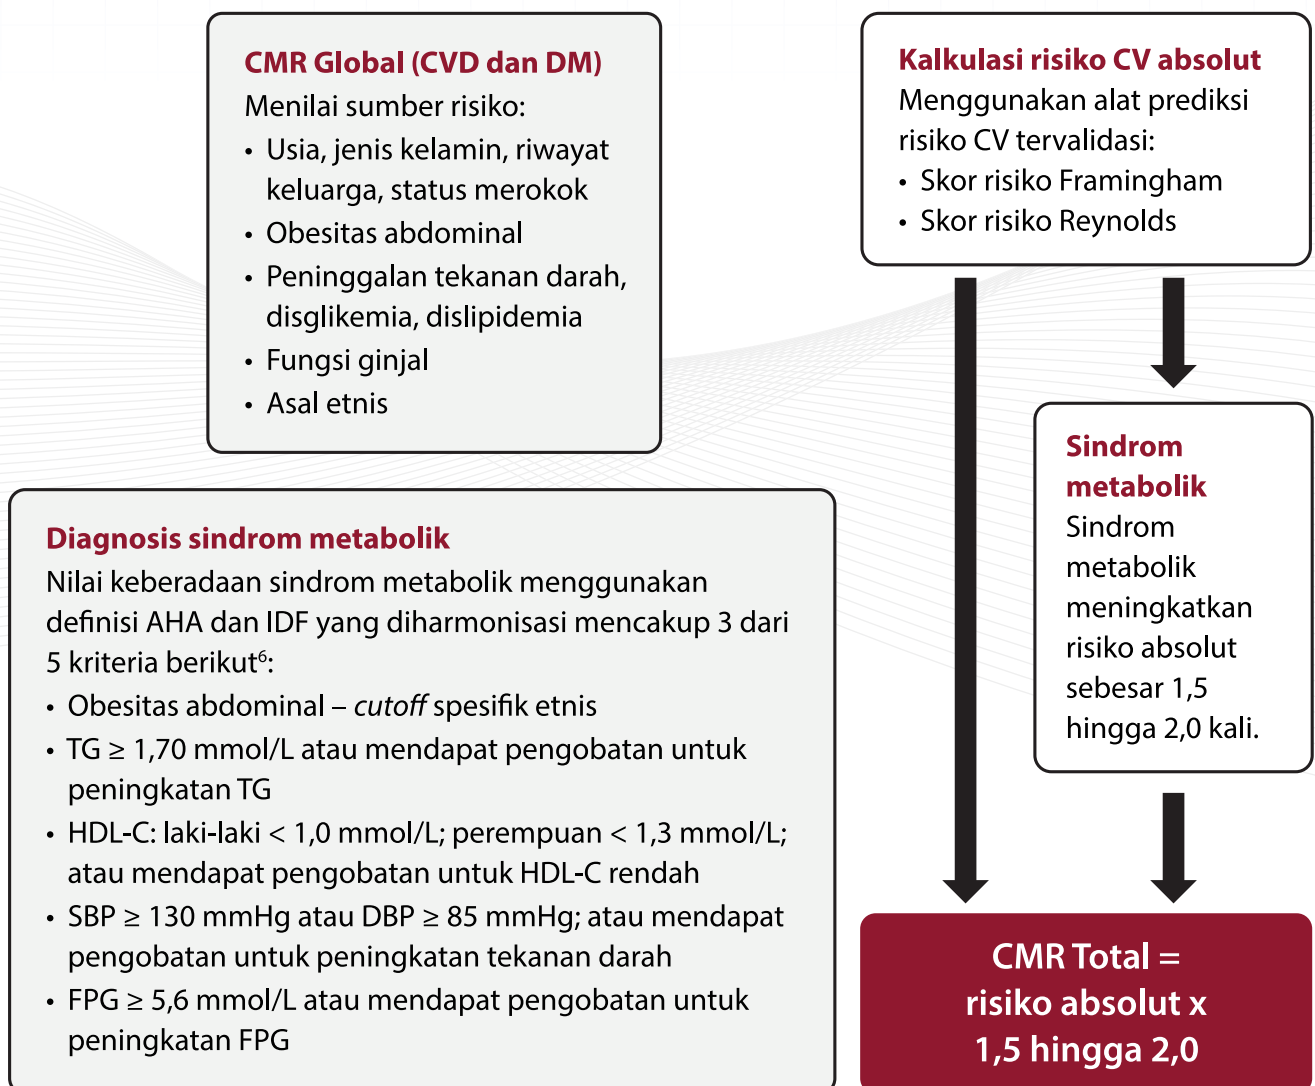 CMR Global (CVD dan DM)
Menilai sumber risiko:
• Usia, jenis kelamin, riwayat
keluarga, status merokok
• Obesitas abdominal
• Peninggalan tekanan darah,
disglikemia, dislipidemia
• Fungsi ginjal
• Asal etnis
Diagnosis sindrom metabolik
Nilai keberadaan sindrom metabolik menggunakan
definisi AHA dan IDF yang diharmonisasi mencakup 3 dari
5 kriteria berikut⁶:
• Obesitas abdominal – cutoff spesifik etnis
• TG ≥ 1,70 mmol/L atau mendapat pengobatan untuk
peningkatan TG
• HDL-C: laki-laki < 1,0 mmol/L; perempuan < 1,3 mmol/L;
atau mendapat pengobatan untuk HDL-C rendah
• SBP ≥ 130 mmHg atau DBP ≥ 85 mmHg; atau mendapat
pengobatan untuk peningkatan tekanan darah
• FPG ≥ 5,6 mmol/L atau mendapat pengobatan untuk
peningkatan FPG
Kalkulasi risiko CV absolut
Menggunakan alat prediksi
risiko CV tervalidasi:
• Skor risiko Framingham
• Skor risiko Reynolds
Sindrom
metabolik
Sindrom
metabolik
meningkatkan
risiko absolut
sebesar 1,5
hingga 2,0 kali.
CMR Total =
risiko absolut x
1,5 hingga 2,0